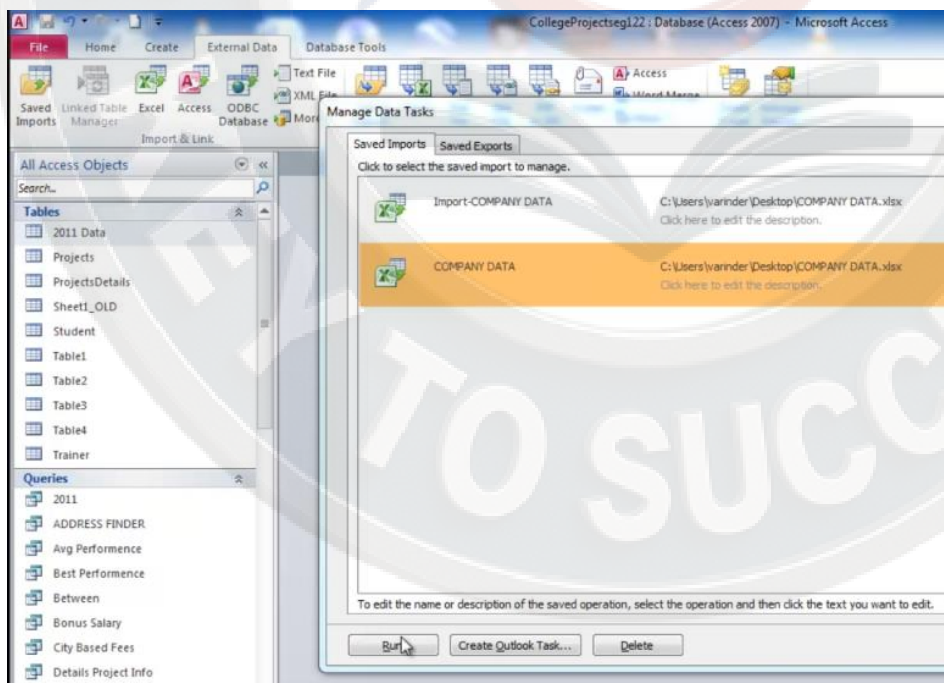 CollegeProjectseg122 : Database (Access 2007) - Microsoft Access
File Home Create External Data Database Tools
Saved Imports
Linked Table Manager
Excel
Access
ODBC Database
Text File
XML File
More
Import & Link
Access
Word Merge
Manage Data Tasks
Saved Imports Saved Exports
Click to select the saved import to manage.
Import-COMPANY DATA C:\Users\varinder\Desktop\COMPANY DATA.xlsx
Click here to edit the description.
COMPANY DATA C:\Users\varinder\Desktop\COMPANY DATA.xlsx
Click here to edit the description.
To edit the name or description of the saved operation, select the operation and then click the text you want to edit.
Run Create Outlook Task... Delete
All Access Objects
Search...
Tables
2011 Data
Projects
ProjectsDetails
Sheet1_OLD
Student
Table1
Table2
Table3
Table4
Trainer
Queries
2011
ADDRESS FINDER
Avg Performence
Best Performence
Between
Bonus Salary
City Based Fees
Details Project Info
TO SUCC